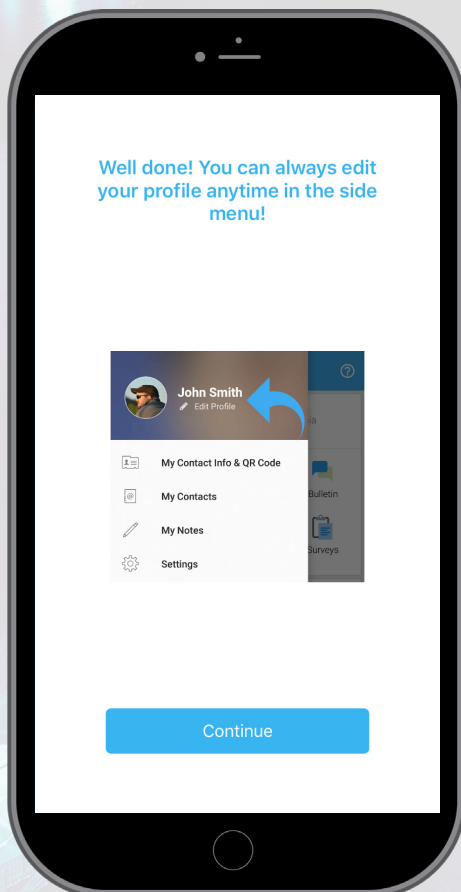 Well done! You can always edit
your profile anytime in the side
menu!
John Smith
Edit Profile
My Contact Info & QR Code
My Contacts
My Notes
Settings
?
ia
Bulletin
Surveys
Continue